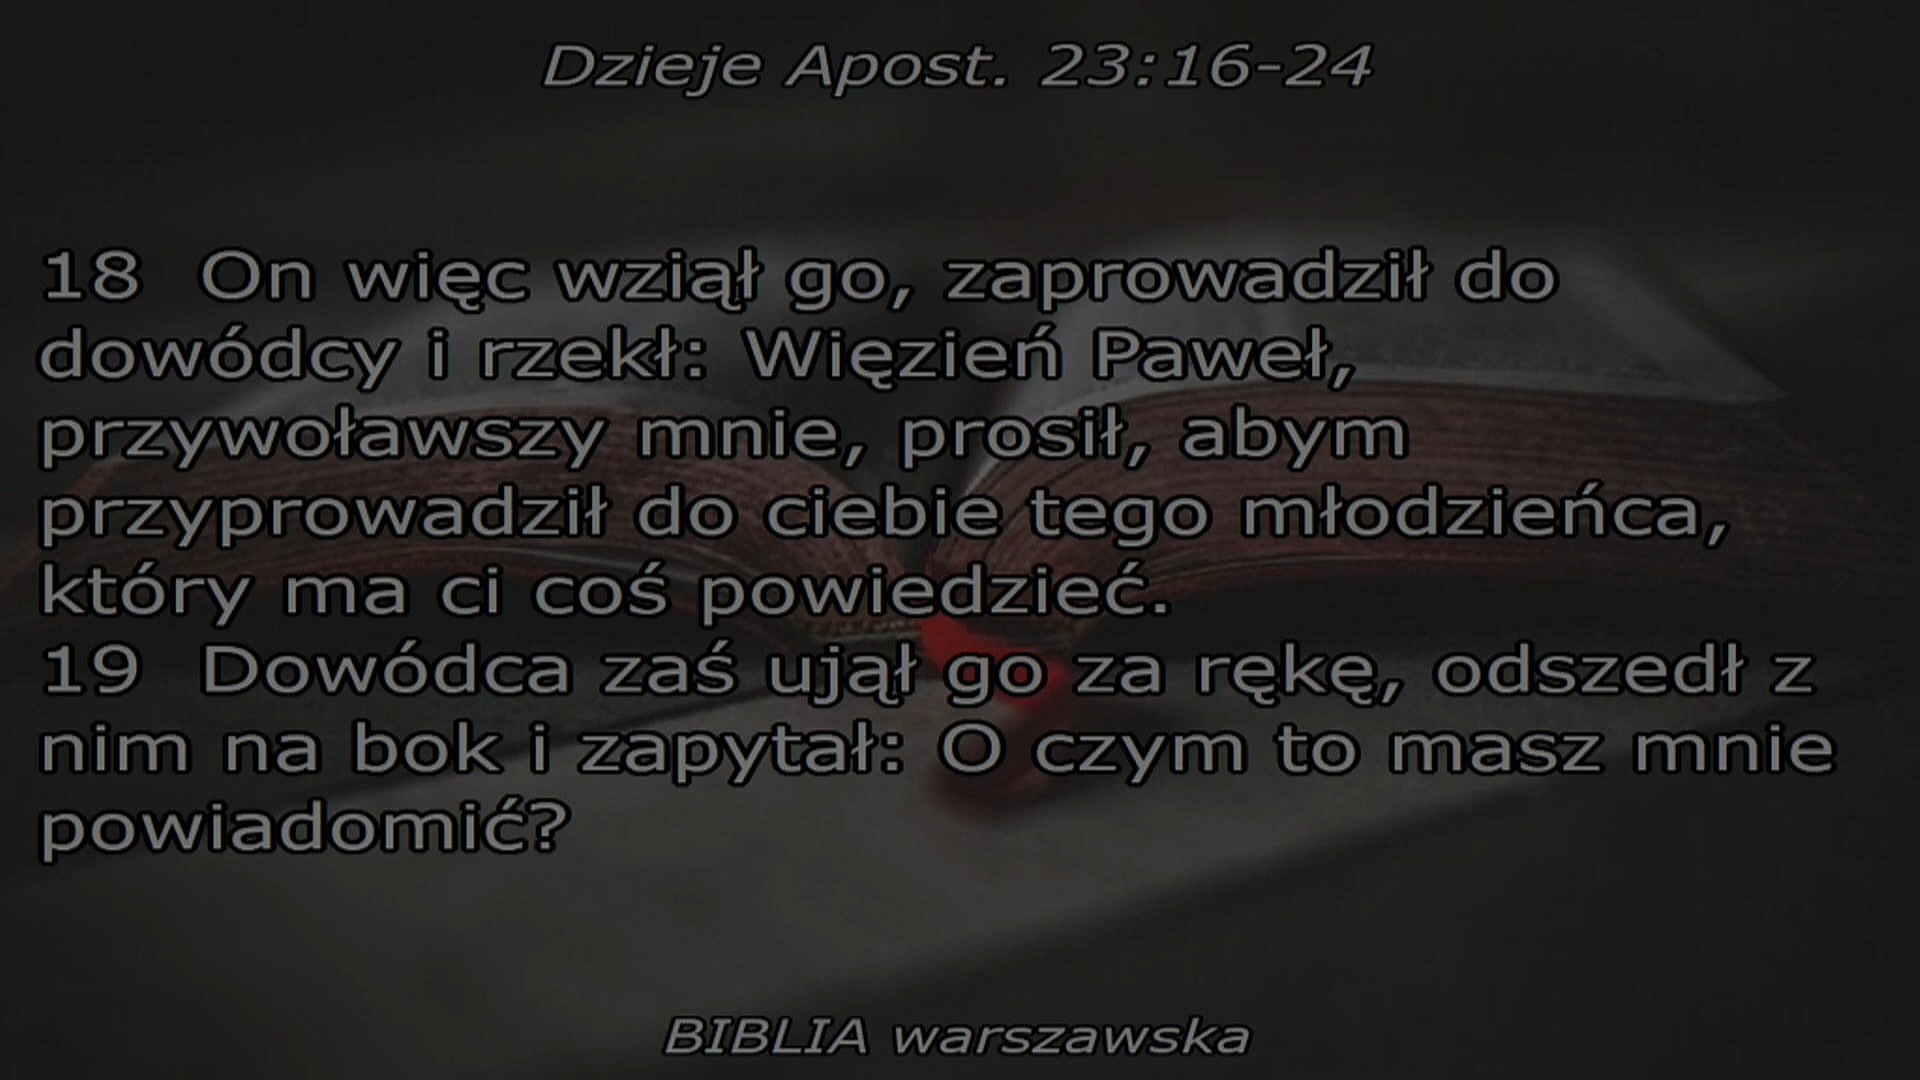 Dzieje Apost. 23:16-24
18 On więc wziął go, zaprowadził do
dowódcy i rzekł: Więzień Paweł,
przywoławszy mnie, prosił, abym
przyprowadził do ciebie tego młodzieńca,
który ma ci coś powiedzieć.
19 Dowódca zaś ujął go za rękę, odszedł z
nim na bok i zapytał: O czym to masz mnie
powiadomić?
BIBLIA warszawska